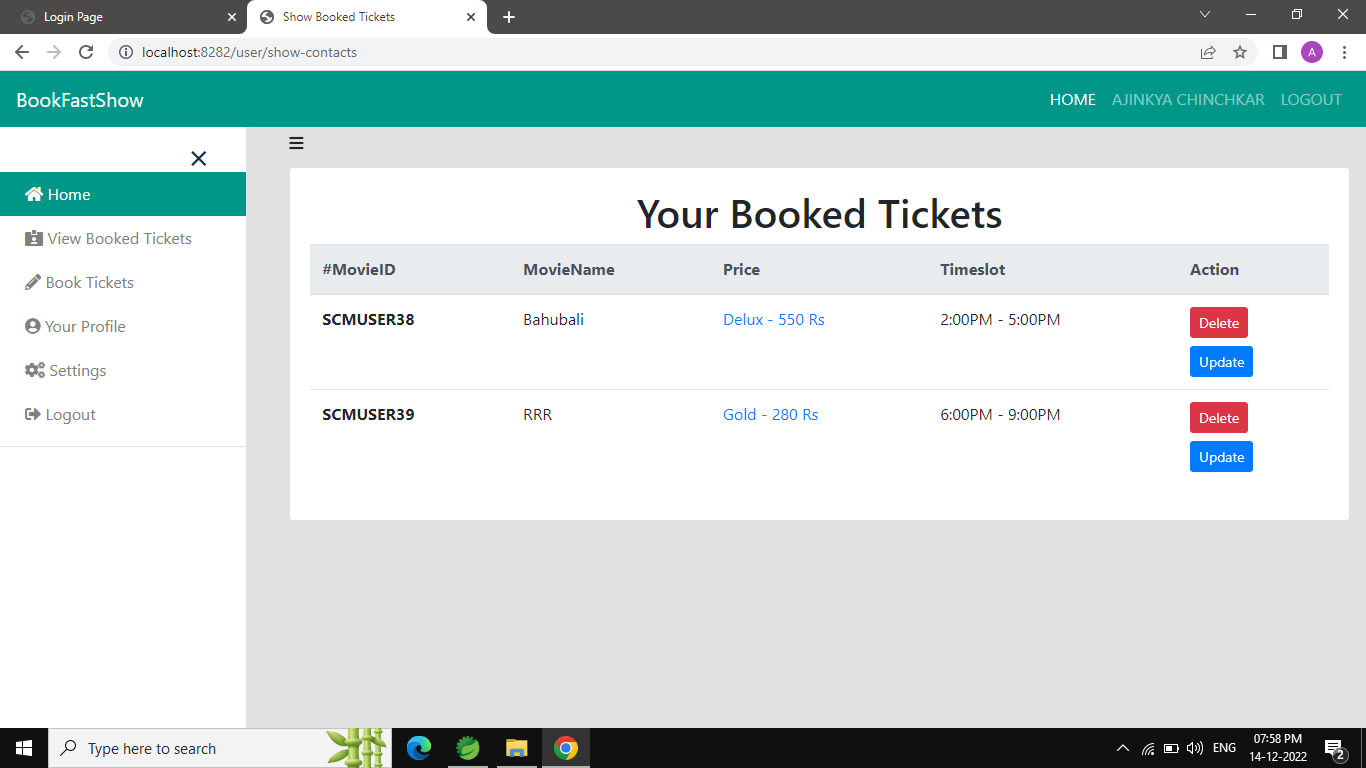 Login Page
Show Booked Tickets
localhost:8282/user/show-contacts
A
BookFastShow
HOME AJINKYA CHINCHKAR LOGOUT
Home
View Booked Tickets
Book Tickets
Your Profile
Settings
Logout
Your Booked Tickets
#MovieID MovieName Price Timeslot Action
SCMUSER38 Bahubali Delux - 550 Rs 2:00PM - 5:00PM Delete
Update
SCMUSER39 RRR Gold - 280 Rs 6:00PM - 9:00PM Delete
Update
Type here to search
ENG
07:58 PM
14-12-2022
2